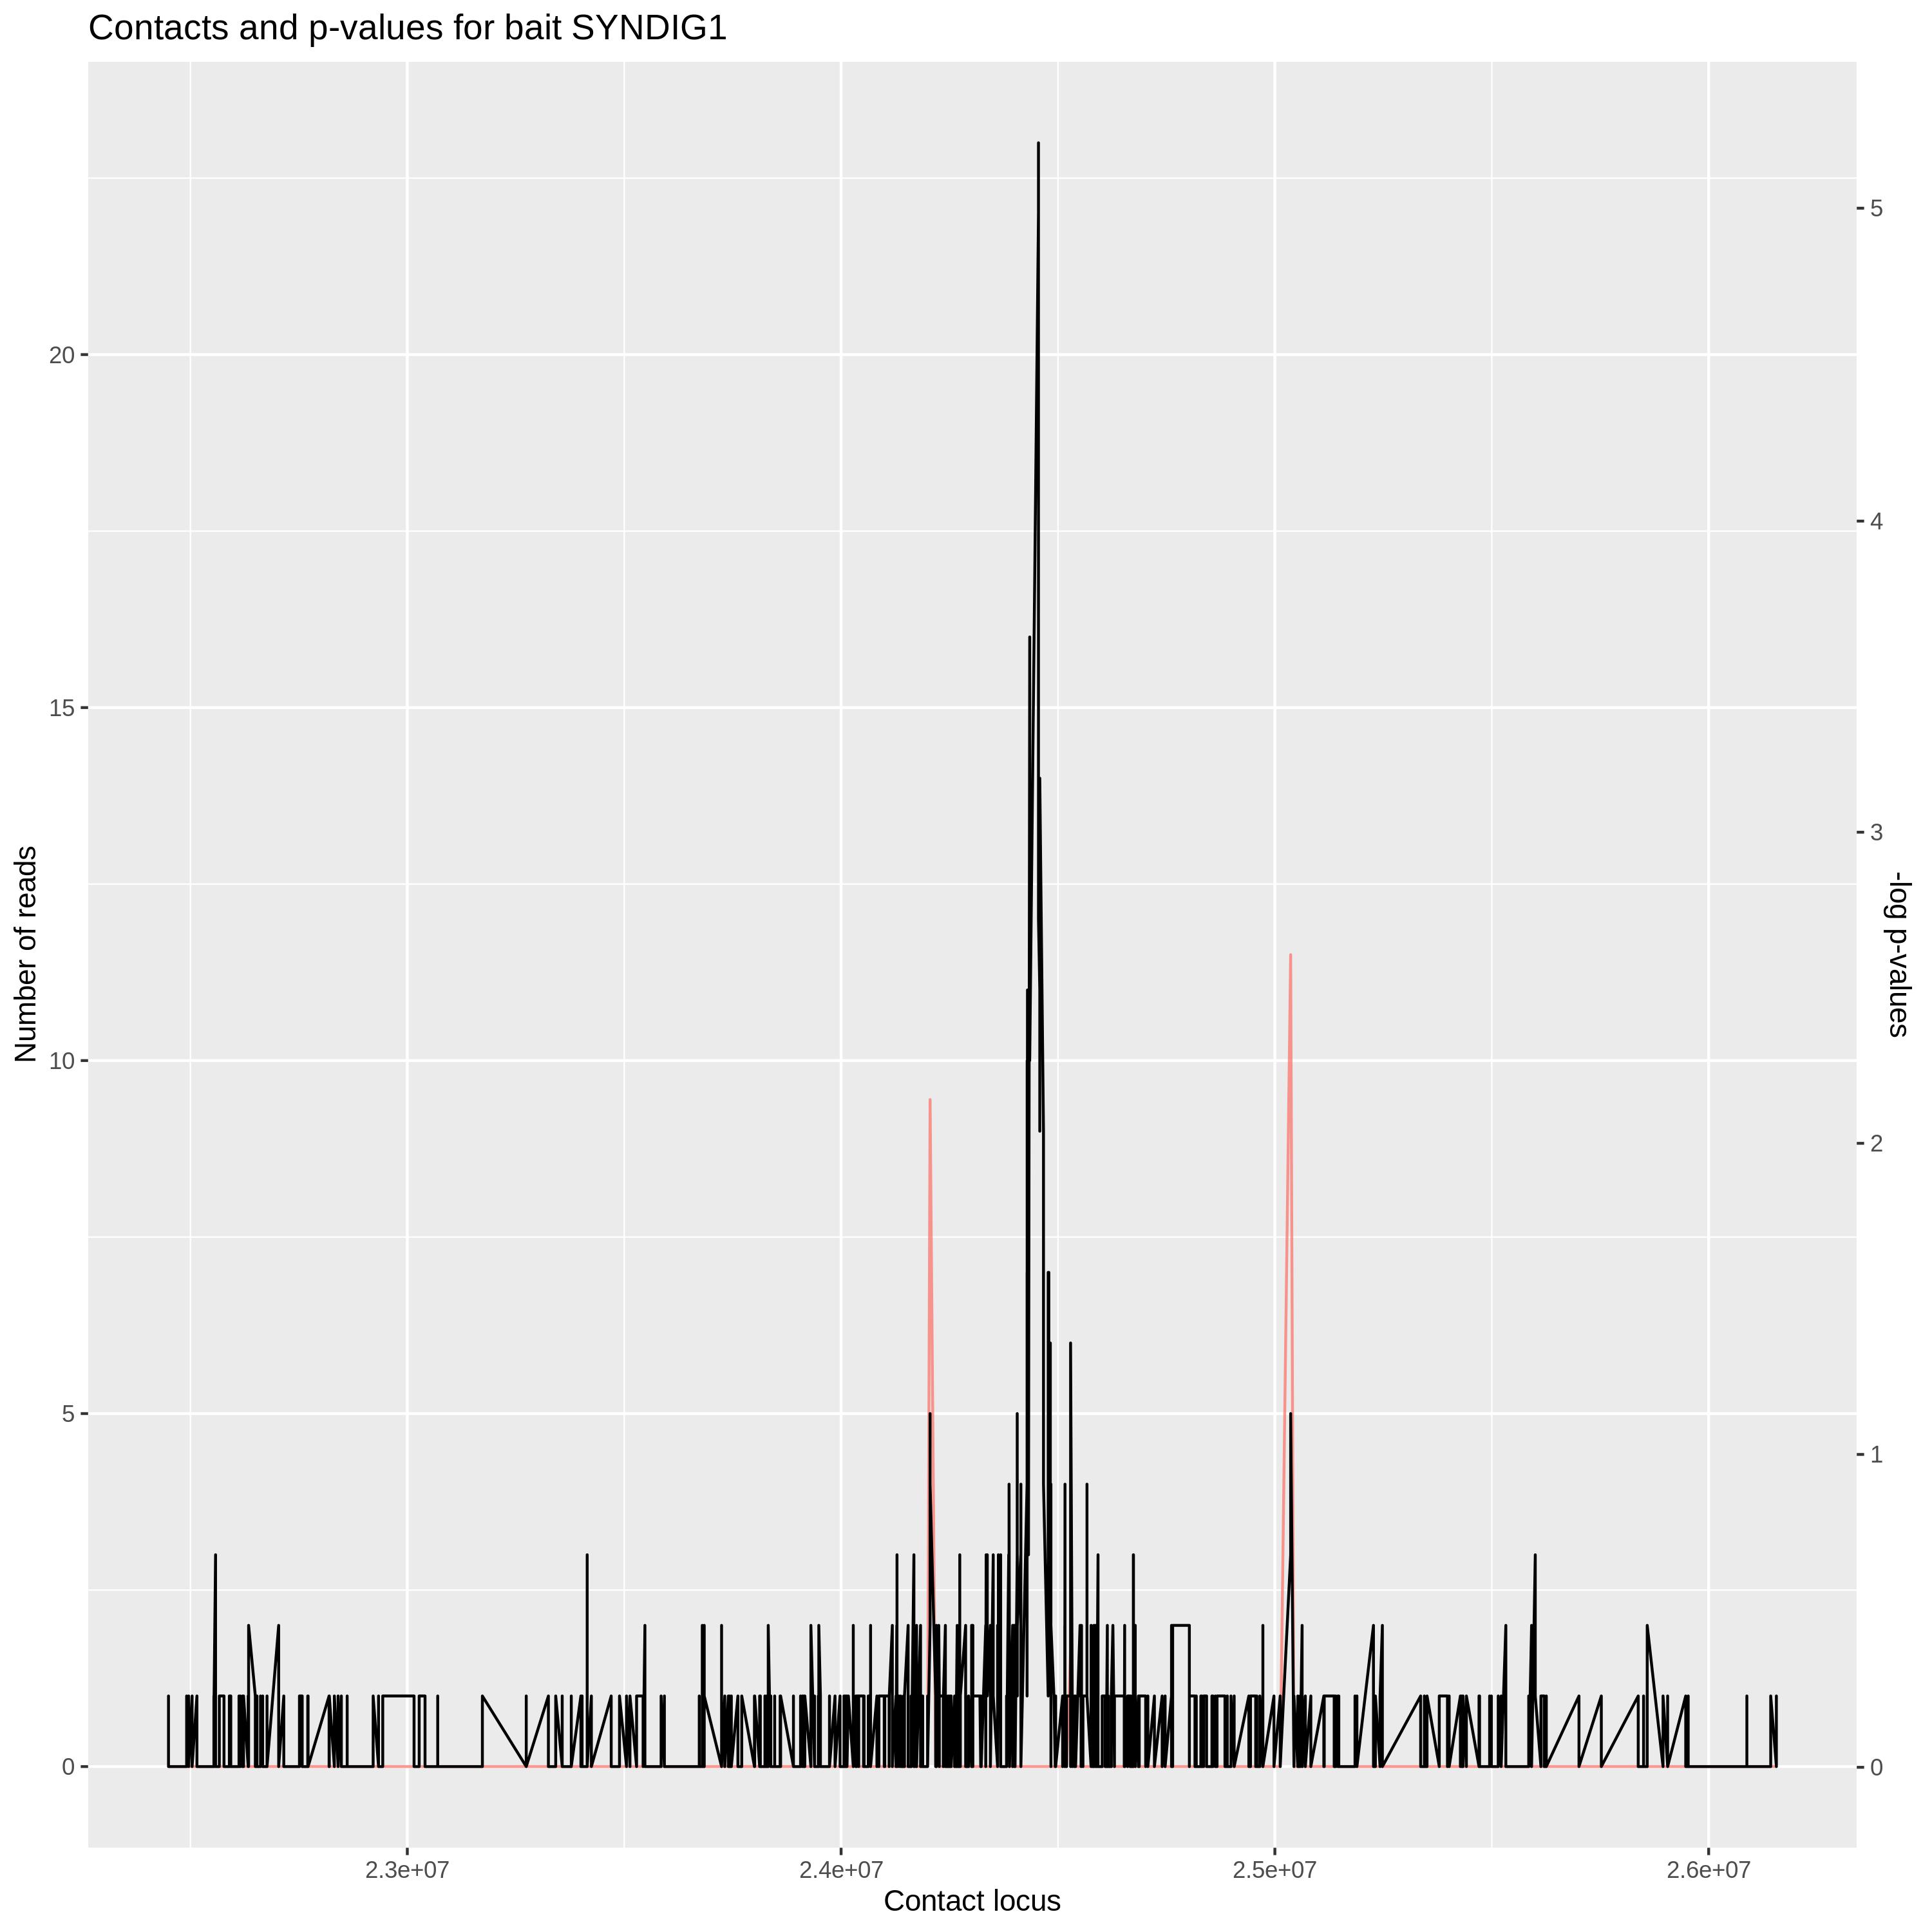 Contacts and p-values for bait SYNDIG1
Number of reads
20
15
10
5
0
5
4
3
2
1
0
-log p-values
2.3e+07
2.4e+07
2.5e+07
2.6e+07
Contact locus